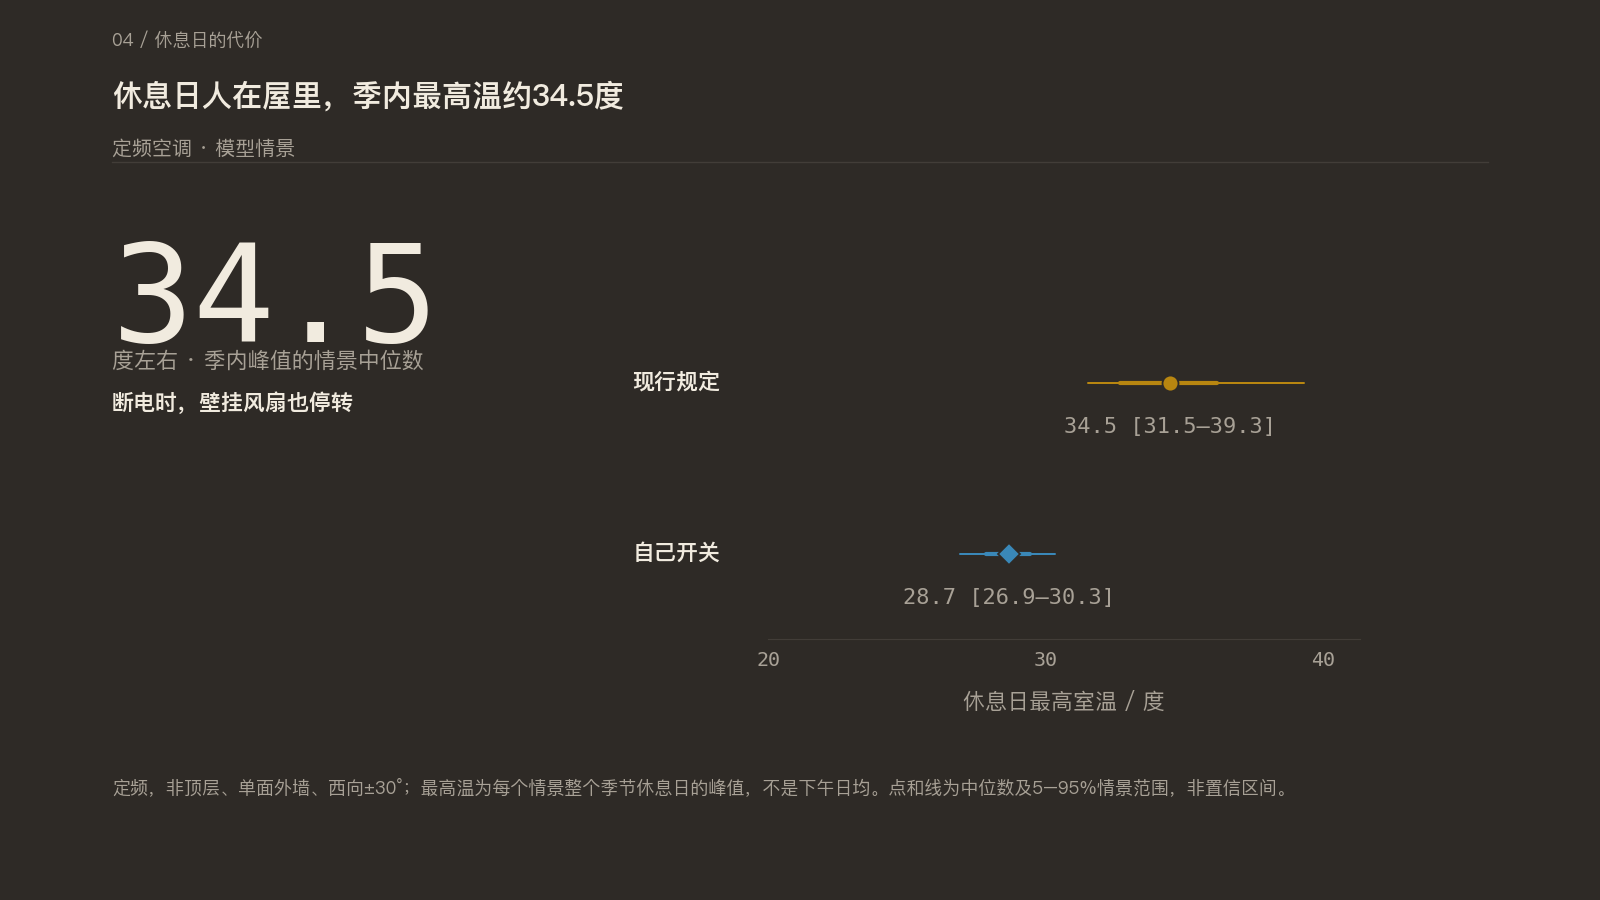 04 / 休息日的代价
休息日人在屋里，季内最高温约34.5度
定频空调 · 模型情景
34.5
度左右 · 季内峰值的情景中位数
断电时，壁挂风扇也停转
现行规定
34.5 [31.5—39.3]
自己开关
28.7 [26.9—30.3]
20 30 40
休息日最高室温 / 度
定频，非顶层、单面外墙、西向±30°；最高温为每个情景整个季节休息日的峰值，不是下午日均。点和线为中位数及5—95%情景范围，非置信区间。